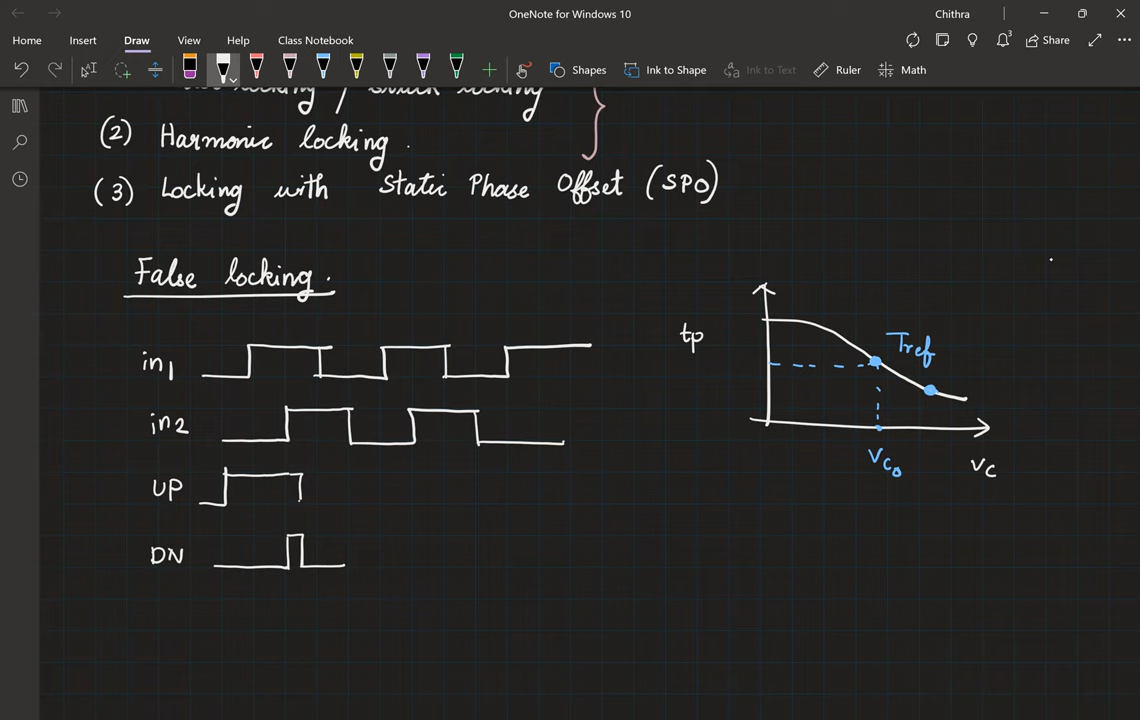 OneNote for Windows 10
Chithra
Home Insert Draw View Help Class Notebook
Share
Shapes Ink to Shape Ink to Text Ruler Math
locking / locking
(2) Harmonic locking.
(3) Locking with Static Phase Offset (SPO)
False locking.
in1
in2
UP
DN
tp
Tref
Vc0
Vc